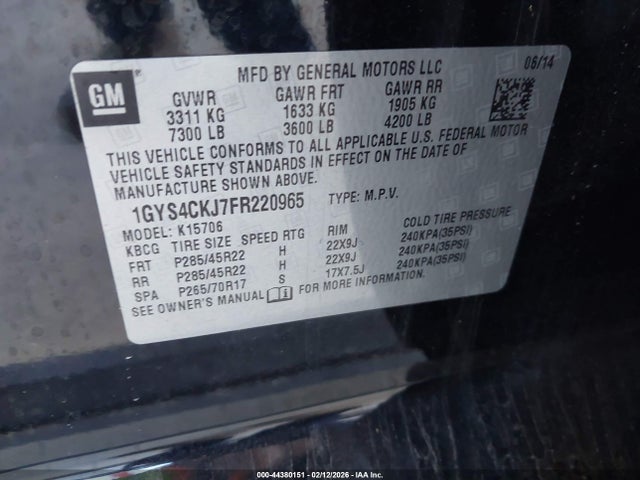 GM
MFD BY GENERAL MOTORS LLC 06/14
GVWR GAWR FRT GAWR RR
3311 KG 1633 KG 1905 KG
7300 LB 3600 LB 4200 LB
THIS VEHICLE CONFORMS TO ALL APPLICABLE U.S. FEDERAL MOTOR
VEHICLE SAFETY STANDARDS IN EFFECT ON THE DATE OF
MANUFACTURE SHOWN ABOVE.
1GYS4CKJ7FR220965 TYPE: M.P.V.
MODEL: K15706
KBCG TIRE SIZE SPEED RTG RIM COLD TIRE PRESSURE
FRT P285/45R22 H 22X9J 240KPA(35PSI)
RR P285/45R22 H 22X9J 240KPA(35PSI)
SPA P265/70R17 S 17X7.5J 240KPA(35PSI)
SEE OWNER'S MANUAL FOR MORE INFORMATION.
000-44380151 - 02/12/2026 - IAAI.COM